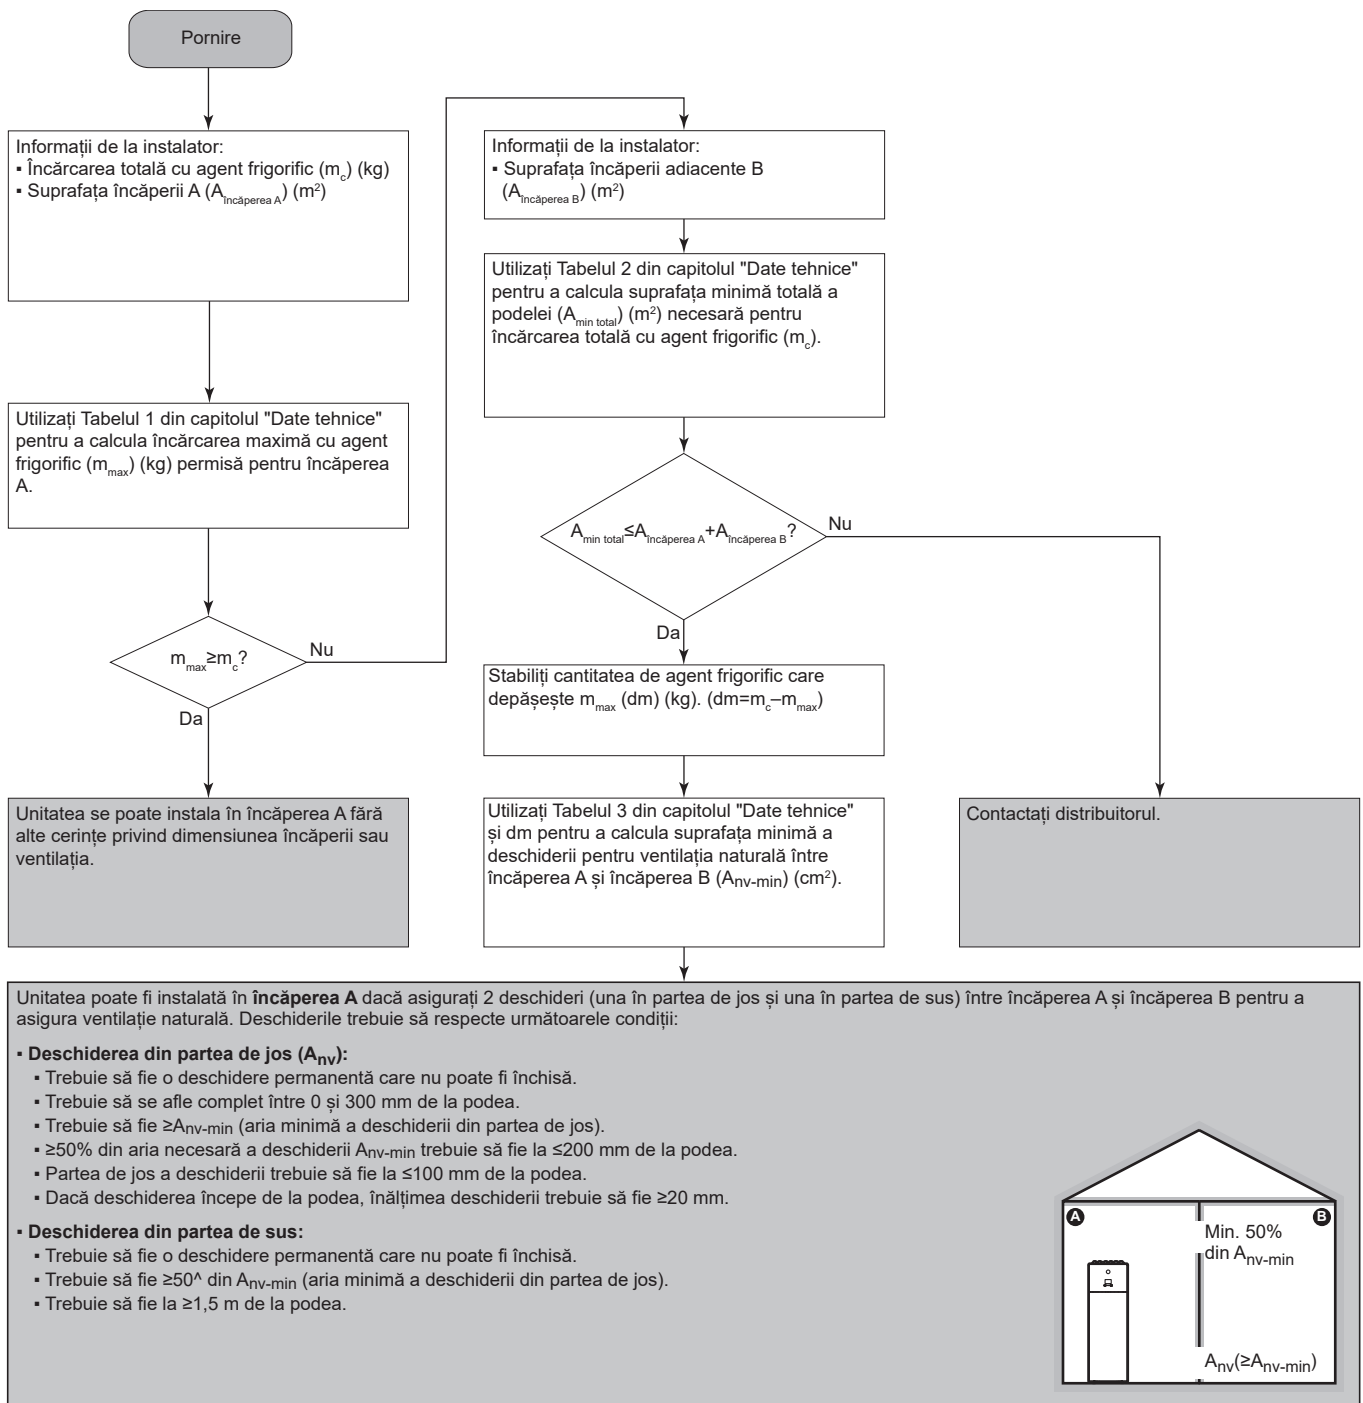 Pornire
Informații de la instalator:
▪ Încărcarea totală cu agent frigorific (mc) (kg)
▪ Suprafața încăperii A (Aîncăperea A) (m²)
Utilizați Tabelul 1 din capitolul "Date tehnice"
pentru a calcula încărcarea maximă cu agent
frigorific (mmax) (kg) permisă pentru încăperea
A.
mmax≥mc?
Nu
Da
Unitatea se poate instala în încăperea A fără
alte cerințe privind dimensiunea încăperii sau
ventilația.
Informații de la instalator:
▪ Suprafața încăperii adiacente B
(Aîncăperea B) (m²)
Utilizați Tabelul 2 din capitolul "Date tehnice"
pentru a calcula suprafața minimă totală a
podelei (Amin total) (m²) necesară pentru
încărcarea totală cu agent frigorific (mc).
Amin total≤Aîncăperea A+Aîncăperea B?
Nu
Da
Stabiliți cantitatea de agent frigorific care
depășește mmax (dm) (kg). (dm=mc–mmax)
Utilizați Tabelul 3 din capitolul "Date tehnice"
și dm pentru a calcula suprafața minimă a
deschiderii pentru ventilația naturală între
încăperea A și încăperea B (Anv-min) (cm²).
Contactați distribuitorul.
Unitatea poate fi instalată în încăperea A dacă asigurați 2 deschideri (una în partea de jos și una în partea de sus) între încăperea A și încăperea B pentru a
asigura ventilație naturală. Deschiderile trebuie să respecte următoarele condiții:
▪ Deschiderea din partea de jos (Anv):
▪ Trebuie să fie o deschidere permanentă care nu poate fi închisă.
▪ Trebuie să se afle complet între 0 și 300 mm de la podea.
▪ Trebuie să fie ≥Anv-min (aria minimă a deschiderii din partea de jos).
▪ ≥50% din aria necesară a deschiderii Anv-min trebuie să fie la ≤200 mm de la podea.
▪ Partea de jos a deschiderii trebuie să fie la ≤100 mm de la podea.
▪ Dacă deschiderea începe de la podea, înălțimea deschiderii trebuie să fie ≥20 mm.
▪ Deschiderea din partea de sus:
▪ Trebuie să fie o deschidere permanentă care nu poate fi închisă.
▪ Trebuie să fie ≥50^ din Anv-min (aria minimă a deschiderii din partea de jos).
▪ Trebuie să fie la ≥1,5 m de la podea.
A
B
Min. 50%
din Anv-min
Anv(≥Anv-min)